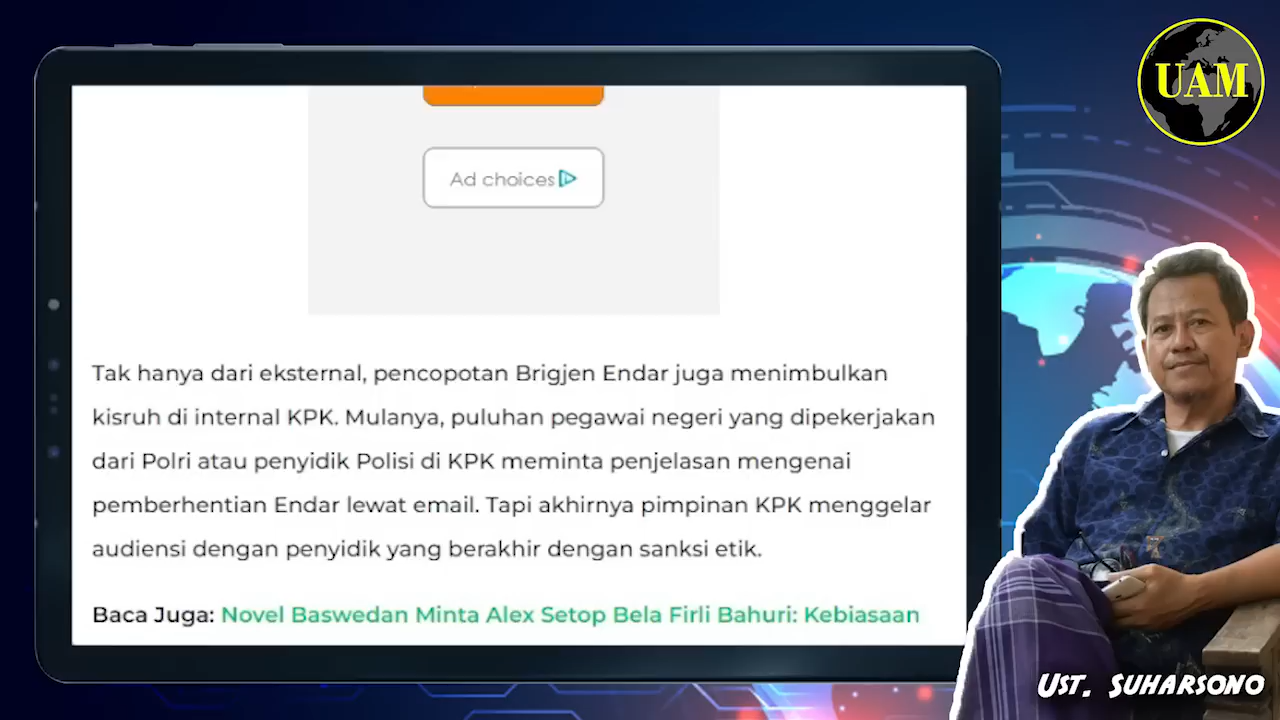 UAM
Ad choices
Tak hanya dari eksternal, pencopotan Brigjen Endar juga menimbulkan
kisruh di internal KPK. Mulanya, puluhan pegawai negeri yang dipekerjakan
dari Polri atau penyidik Polisi di KPK meminta penjelasan mengenai
pemberhentian Endar lewat email. Tapi akhirnya pimpinan KPK menggelar
audiensi dengan penyidik yang berakhir dengan sanksi etik.
Baca Juga: Novel Baswedan Minta Alex Setop Bela Firli Bahuri: Kebiasaan
UST. SUHARSONO